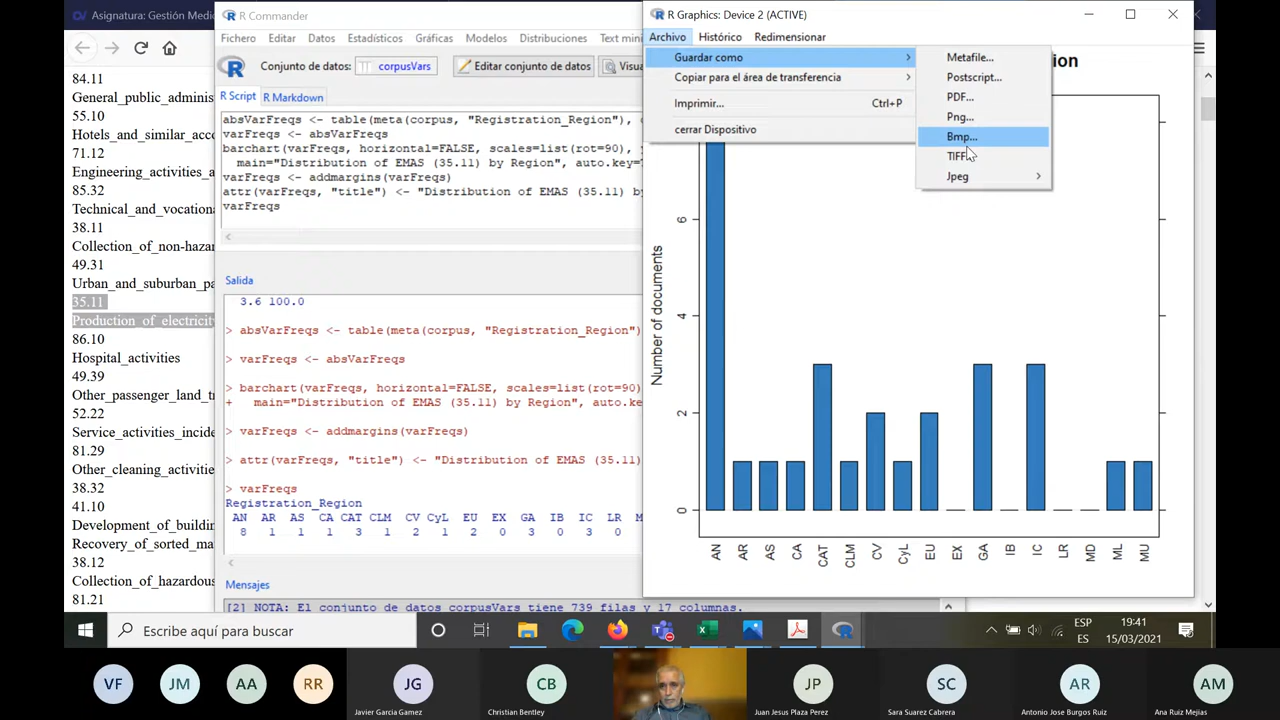 Asignatura: Gestión Medi
84.11
General_public_adminis
55.10
Hotels_and_similar_acco
71.12
Engineering_activities_a
85.32
Technical_and_vocationa
38.11
Collection_of_non-hazar
49.31
Urban_and_suburban_pa
35.11
Production_of_electricity
86.10
Hospital_activities
49.39
Other_passenger_land_t
52.22
Service_activities_incide
81.29
Other_cleaning_activitie
38.32
41.10
Development_of_buildin
Recovery_of_sorted_ma
38.12
Collection_of_hazardous
81.21
R Commander
Fichero Editar Datos Estadísticos Gráficas Modelos Distribuciones Text mini
Conjunto de datos: corpusVars Editar conjunto de datos Visua
R Script R Markdown
absVarFreqs <- table(meta(corpus, "Registration_Region"), c
varFreqs <- absVarFreqs
barchart(varFreqs, horizontal=FALSE, scales=list(rot=90)
main="Distribution of EMAS (35.11) by Region", auto.key=
varFreqs <- addmargins(varFreqs)
attr(varFreqs, "title") <- "Distribution of EMAS (35.11) b
varFreqs
Salida
3.6 100.0
> absVarFreqs <- table(meta(corpus, "Registration_Region")
> varFreqs <- absVarFreqs
> barchart(varFreqs, horizontal=FALSE, scales=list(rot=90)
+ main="Distribution of EMAS (35.11) by Region", auto.ke
> varFreqs <- addmargins(varFreqs)
> attr(varFreqs, "title") <- "Distribution of EMAS (35.11)
> varFreqs
Registration_Region
AN AR AS CA CAT CLM CV CyL EU EX GA IB IC LR M
8 1 1 1 3 1 2 1 2 0 3 0 3 0
Mensajes
[2] NOTA: El conjunto de datos corpusVars tiene 739 filas y 17 columnas.
R Graphics: Device 2 (ACTIVE)
Archivo Histórico Redimensionar
Guardar como
Copiar para el área de transferencia
Imprimir... Ctrl+P
cerrar Dispositivo
Metafile...
Postscript...
PDF...
Png...
Bmp...
TIFF
Jpeg
ion
Number of documents
6
4
2
0
AN AR AS CA CAT CLM CV CyL EU EX GA IB IC LR MD ML MU
Escribe aquí para buscar
ESP
ES
19:41
15/03/2021
VF JM AA RR JG CB JP SC AR AM
Javier Garcia Gamez Christian Bentley Juan Jesus Plaza Perez Sara Suarez Cabrera Antonio Jose Burgos Ruiz Ana Ruiz Mejias